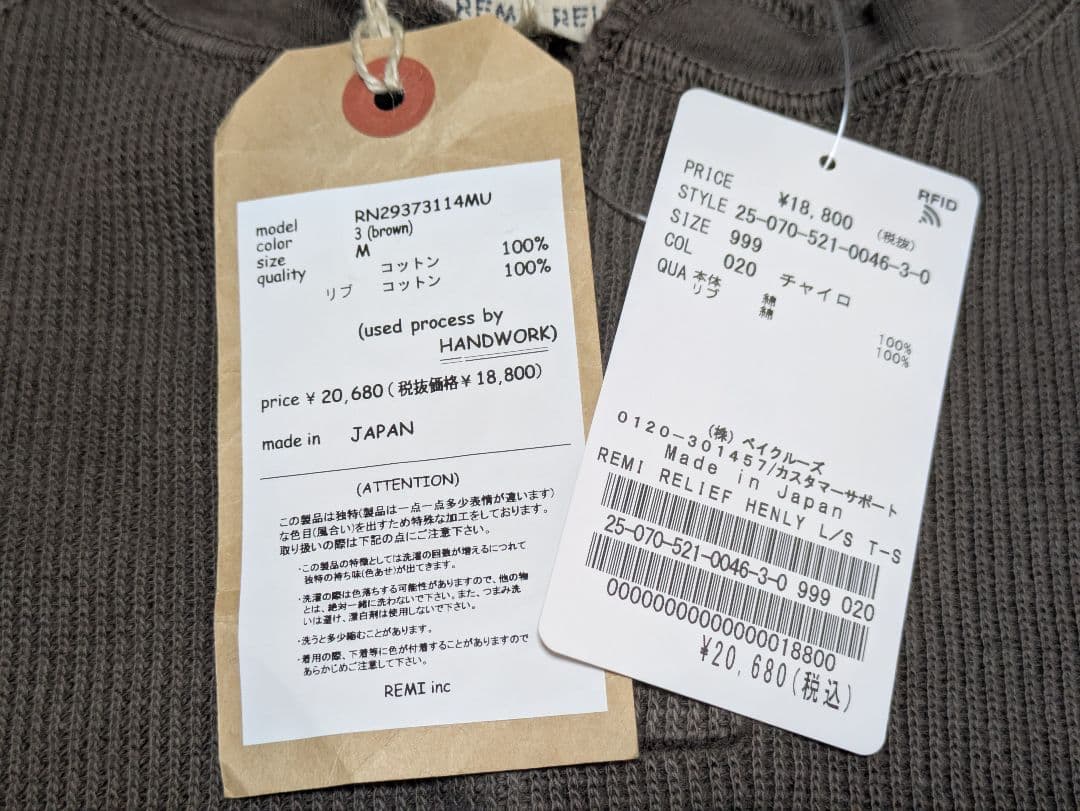 REMI REL
model RN29373114MU
color 3 (brown)
size M
quality コットン 100%
リブ コットン 100%
(used process by
HANDWORK)
price ¥ 20,680 ( 税抜価格 ¥ 18,800)
made in JAPAN
(ATTENTION)
この製品は独特(製品は一点一点多少表情が違います)
な色目(風合い)を出すため特殊な加工をしております。
取り扱いの際は下記の点にご注意下さい。
・この製品の特徴としては洗濯の回数が増えるにつれて
独特の持ち味(色あせ)が出てきます。
・洗濯の際は色落ちする可能性がありますので、他の物
とは、絶対一緒に洗わないで下さい。また、つまみ洗
いは避け、漂白剤は使用しないで下さい。
・洗うと多少縮むことがあります。
・着用の際、下着等に色が付着することがありますので
あらかじめご注意して下さい。
REMI inc
RFID
PRICE ¥18,800 (税抜)
STYLE 25-070-521-0046-3-0
SIZE 999
COL 020 チャイロ
QUA 本体 綿 100%
リブ 綿 100%
(株) ベイクルーズ
0120-301457/カスタマーサポート
Made in Japan
REMI RELIEF HENLY L/S T-S
25-070-521-0046-3-0 999 020
0000000000000018800
¥20,680(税込)